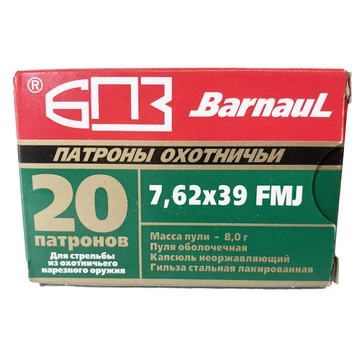 ® БПЗ Barnaul
ПАТРОНЫ ОХОТНИЧЬИ
20
патронов
Для стрельбы
из охотничьего
нарезного оружия
7,62x39 FMJ
Масса пули - 8,0 г
Пуля оболочечная
Капсюль неоржавляющий
Гильза стальная лакированная